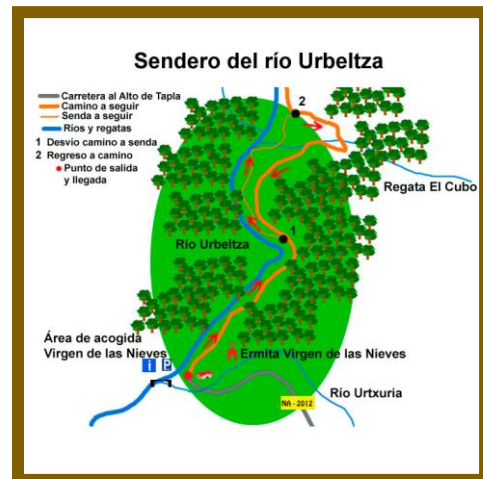 Sendero del río Urbeltza
Carretera al Alto de Tapla
Camino a seguir
Senda a seguir
Ríos y regatas
1 Desvío camino a senda
2 Regreso a camino
Punto de salida
y llegada
2
Regata El Cubo
1
Río Urbeltza
Área de acogida
Virgen de las Nieves
i P
Ermita Virgen de las Nieves
Río Urtxuria
NA - 2012